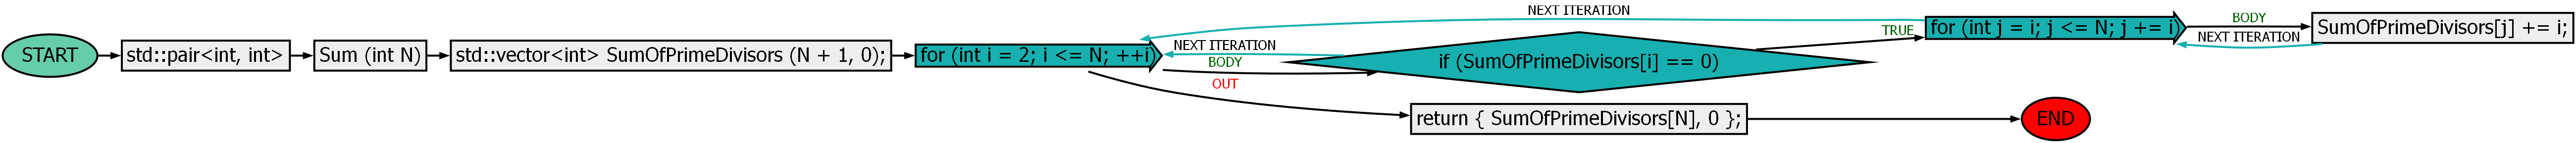 START
std::pair<int, int>
Sum (int N)
std::vector<int> SumOfPrimeDivisors (N + 1, 0);
for (int i = 2; i <= N; ++i)
NEXT ITERATION
NEXT ITERATION
BODY
OUT
if (SumOfPrimeDivisors[i] == 0)
TRUE
for (int j = i; j <= N; j += i)
BODY
NEXT ITERATION
SumOfPrimeDivisors[j] += i;
return { SumOfPrimeDivisors[N], 0 };
END